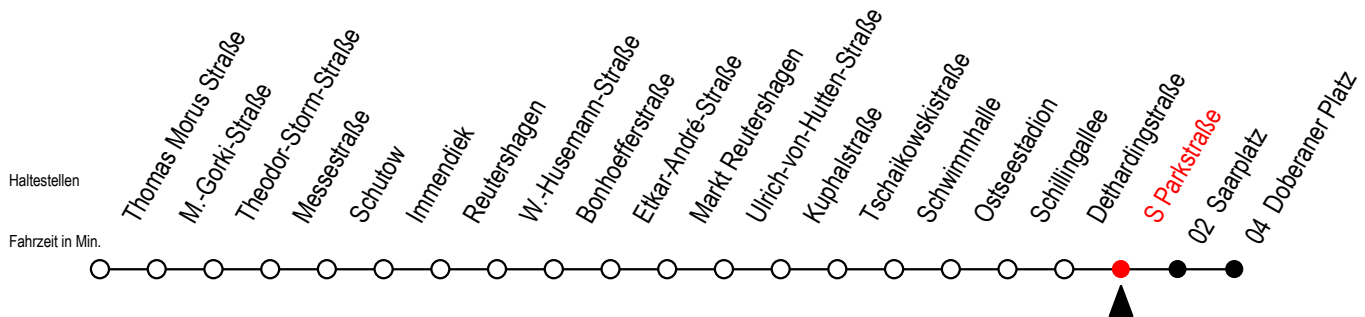 Haltestellen
Fahrzeit in Min.
Thomas Morus Straße
M.-Gorki-Straße
Theodor-Storm-Straße
Messestraße
Schutow
Immendiek
Reutershagen
W.-Husemann-Straße
Bonhoefferstraße
Etkar-André-Straße
Markt Reutershagen
Ulrich-von-Hutten-Straße
Kuphalstraße
Tschaikowskistraße
Schwimmhalle
Ostseestadion
Schillingallee
Dethardingstraße
S Parkstraße
02 Saarplatz
04 Doberaner Platz